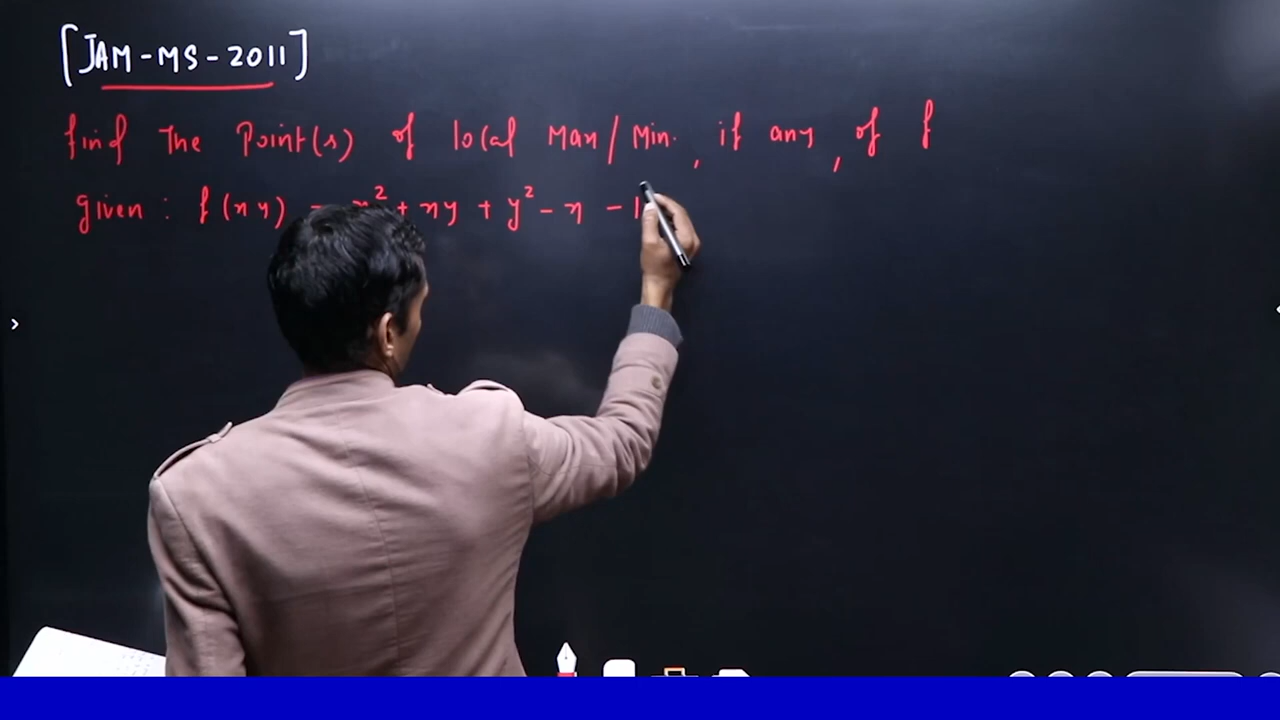 [JAM-MS-2011]
find The Point(s) of local Max/Min., if any, of f
given : f(x y) = x² + xy + y² - x - 1